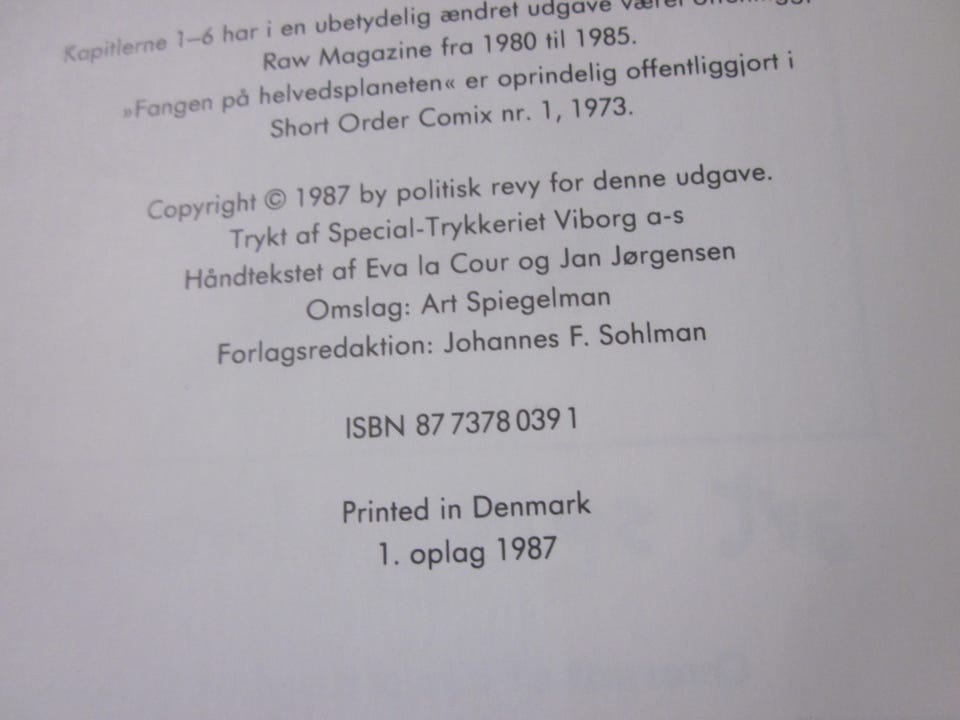 Kapitlerne 1–6 har i en ubetydelig ændret udgave været
Raw Magazine fra 1980 til 1985.
»Fangen på helvedsplaneten« er oprindelig offentliggjort i
Short Order Comix nr. 1, 1973.
Copyright © 1987 by politisk revy for denne udgave.
Trykt af Special-Trykkeriet Viborg a-s
Håndtekstet af Eva la Cour og Jan Jørgensen
Omslag: Art Spiegelman
Forlagsredaktion: Johannes F. Sohlman
ISBN 87 7378 039 1
Printed in Denmark
1. oplag 1987